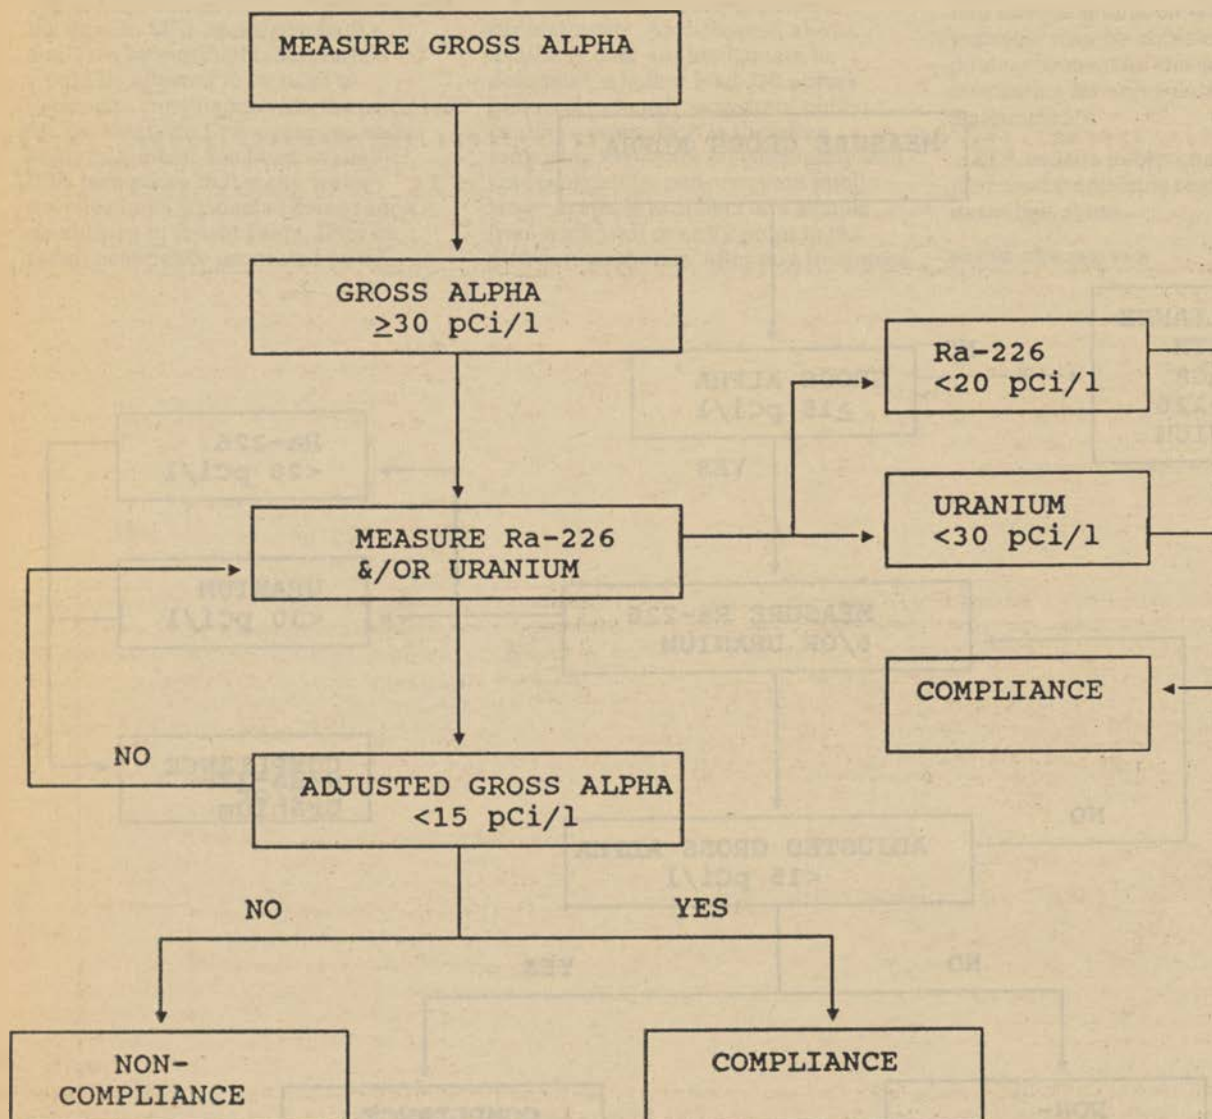 MEASURE GROSS ALPHA
GROSS ALPHA
≥30 pCi/l
Ra-226
<20 pCi/l
MEASURE Ra-226
&/OR URANIUM
URANIUM
<30 pCi/l
COMPLIANCE
NO
ADJUSTED GROSS ALPHA
<15 pCi/l
NO
YES
NON-
COMPLIANCE
COMPLIANCE